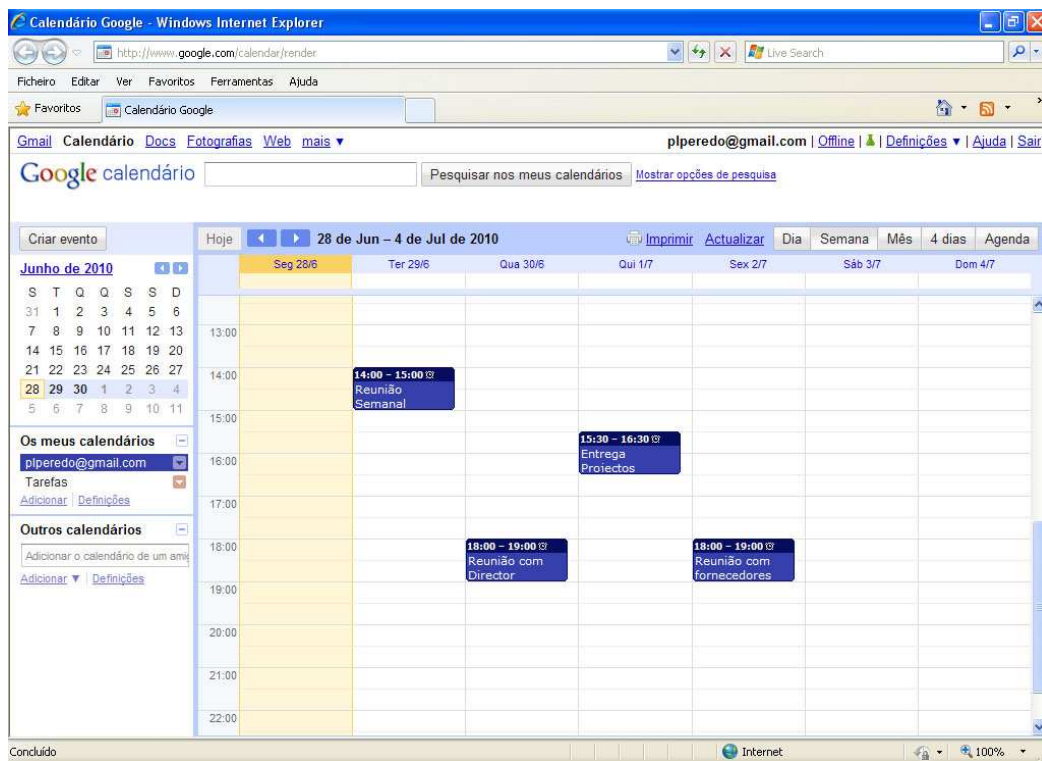 Calendário Google - Windows Internet Explorer
http://www.google.com/calendar/render
Live Search
Ficheiro Editar Ver Favoritos Ferramentas Ajuda
Favoritos Calendário Google
Gmail Calendário Docs Fotografias Web mais ▼ plperedo@gmail.com | Offline | Definições ▼ | Ajuda | Sair
Google calendário Pesquisar nos meus calendários Mostrar opções de pesquisa
Criar evento Hoje 28 de Jun – 4 de Jul de 2010 Imprimir Actualizar Dia Semana Mês 4 dias Agenda
Junho de 2010
S T Q Q S S D
31 1 2 3 4 5 6
7 8 9 10 11 12 13
14 15 16 17 18 19 20
21 22 23 24 25 26 27
28 29 30 1 2 3 4
5 6 7 8 9 10 11
Os meus calendários
plperedo@gmail.com
Tarefas
Adicionar | Definições
Outros calendários
Adicionar o calendário de um ami
Adicionar ▼ | Definições
Seg 28/6 Ter 29/6 Qua 30/6 Qui 1/7 Sex 2/7 Sáb 3/7 Dom 4/7
13:00
14:00
14:00 – 15:00
Reunião
Semanal
15:00
15:30 – 16:30
Entrega
Projectos
16:00
17:00
18:00
18:00 – 19:00
Reunião com
Director
18:00 – 19:00
Reunião com
fornecedores
19:00
20:00
21:00
22:00
Concluído Internet 100%